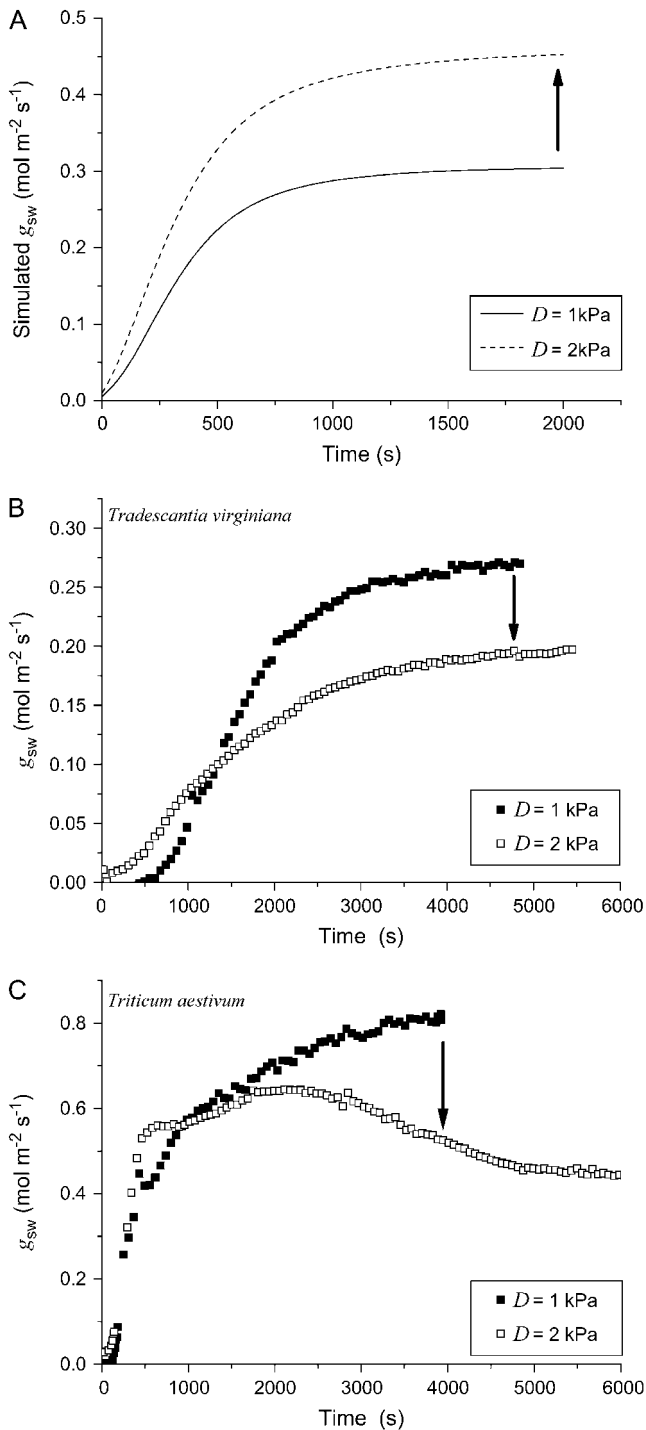 A
Simulated gsw (mol m-2 s-1)
0.5
0.4
0.3
0.2
0.1
0.0
D = 1kPa
D = 2kPa
0 500 1000 1500 2000
Time (s)
B
Tradescantia virginiana
gsw (mol m-2 s-1)
0.30
0.25
0.20
0.15
0.10
0.05
0.00
D = 1 kPa
D = 2 kPa
0 1000 2000 3000 4000 5000 6000
Time (s)
C
Triticum aestivum
gsw (mol m-2 s-1)
0.8
0.6
0.4
0.2
0.0
D = 1 kPa
D = 2 kPa
0 1000 2000 3000 4000 5000 6000
Time (s)